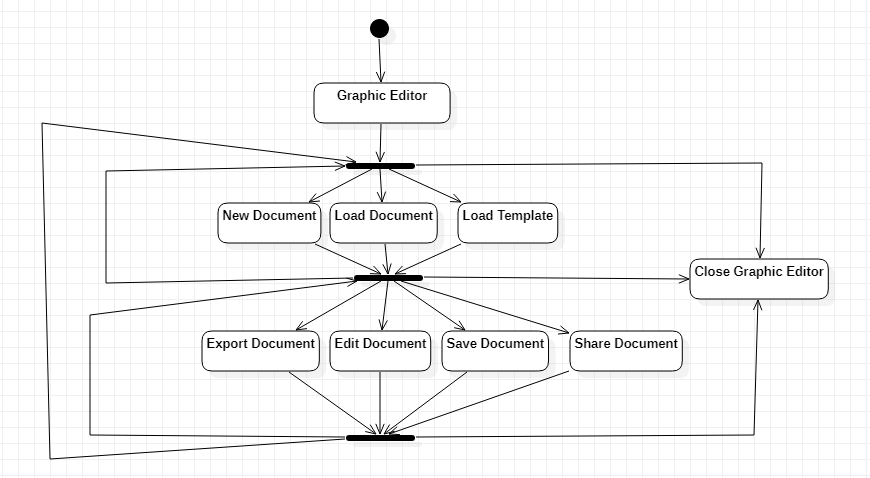 Graphic Editor
New Document
Load Document
Load Template
Close Graphic Editor
Export Document
Edit Document
Save Document
Share Document